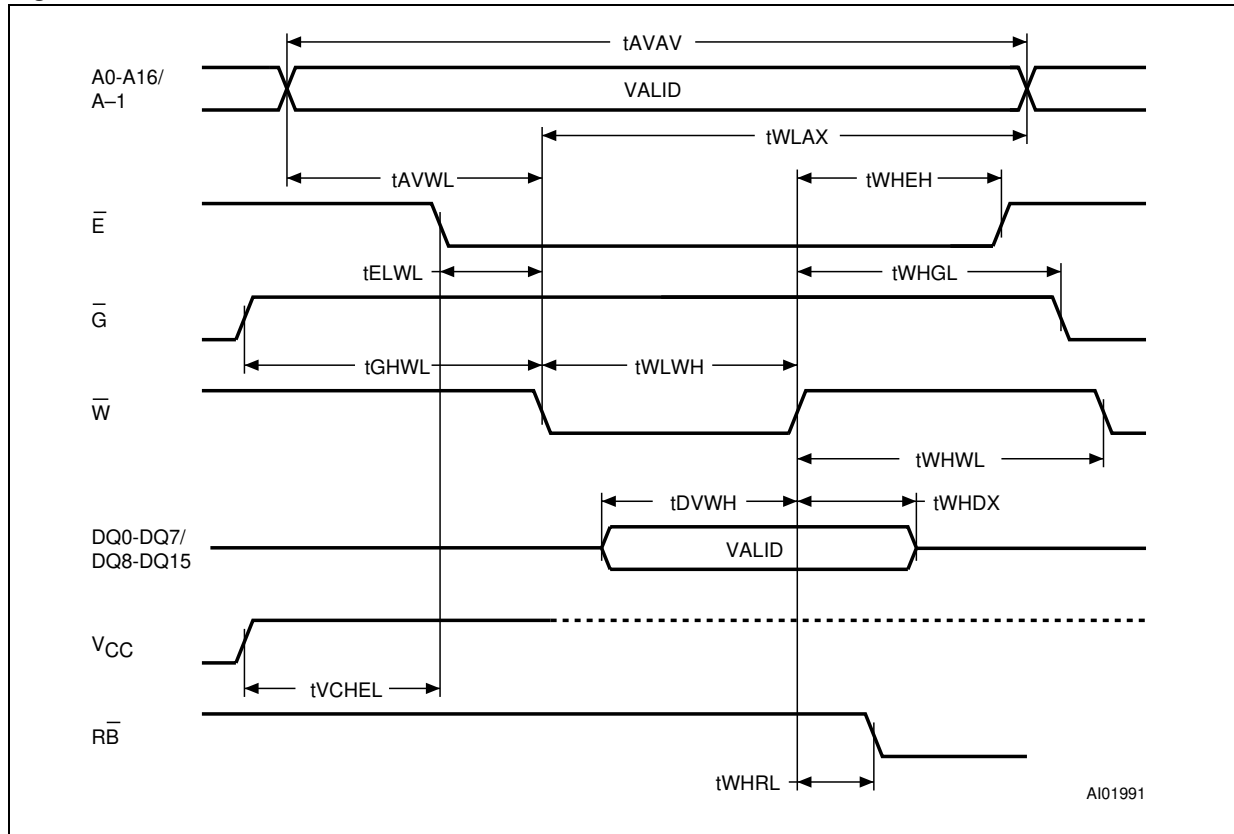 tAVAV
A0-A16/
A–1
VALID
tWLAX
tAVWL
tWHEH
E̅
tELWL
tWHGL
G̅
tGHWL
tWLWH
W̅
tWHWL
tDVWH
tWHDX
DQ0-DQ7/
DQ8-DQ15
VALID
VCC
tVCHEL
RB̅
tWHRL
AI01991